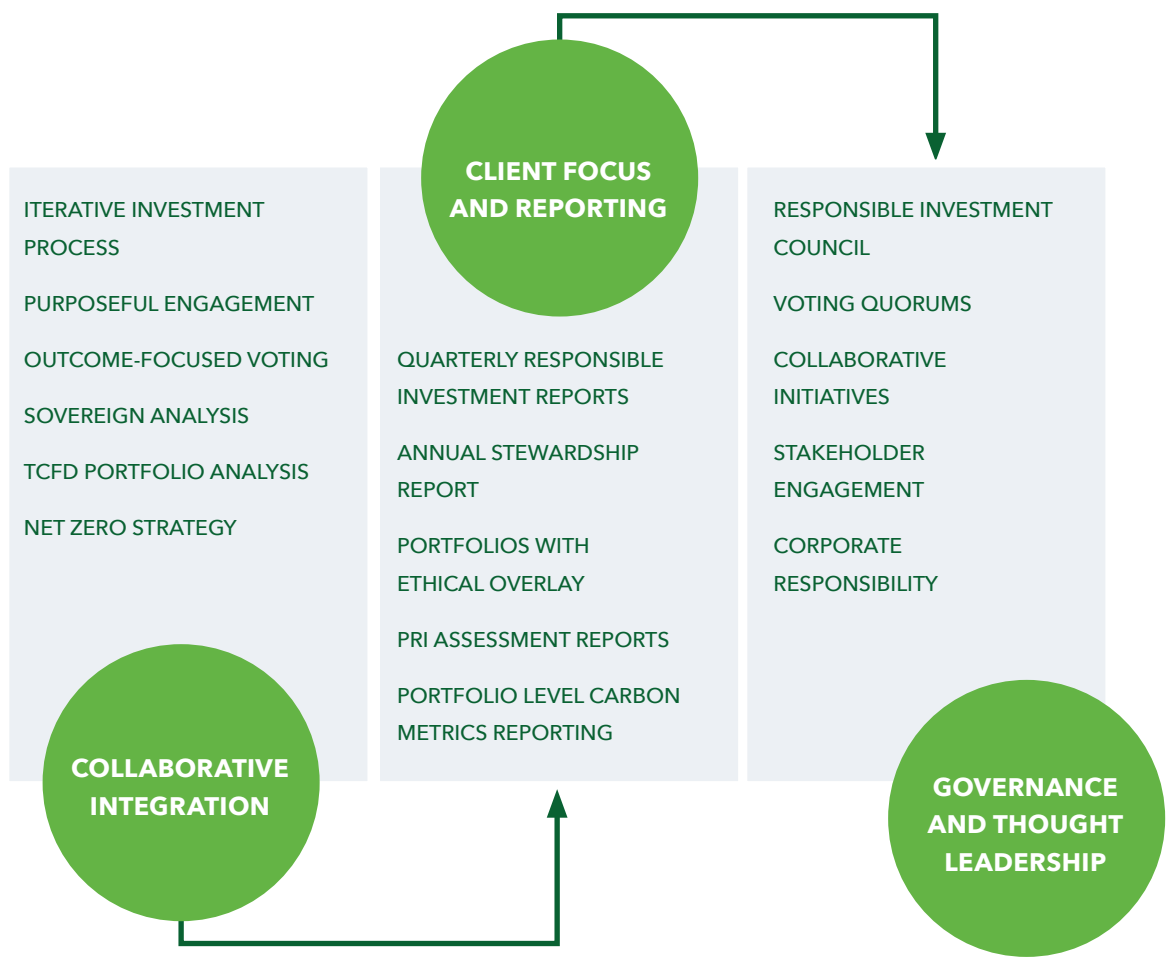 ITERATIVE INVESTMENT
PROCESS
PURPOSEFUL ENGAGEMENT
OUTCOME-FOCUSED VOTING
SOVEREIGN ANALYSIS
TCFD PORTFOLIO ANALYSIS
NET ZERO STRATEGY
COLLABORATIVE
INTEGRATION
CLIENT FOCUS
AND REPORTING
QUARTERLY RESPONSIBLE
INVESTMENT REPORTS
ANNUAL STEWARDSHIP
REPORT
PORTFOLIOS WITH
ETHICAL OVERLAY
PRI ASSESSMENT REPORTS
PORTFOLIO LEVEL CARBON
METRICS REPORTING
RESPONSIBLE INVESTMENT
COUNCIL
VOTING QUORUMS
COLLABORATIVE
INITIATIVES
STAKEHOLDER
ENGAGEMENT
CORPORATE
RESPONSIBILITY
GOVERNANCE
AND THOUGHT
LEADERSHIP